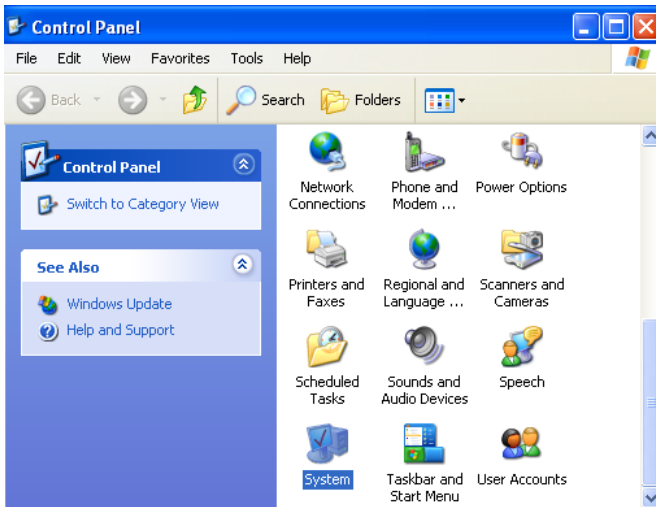 Control Panel
File Edit View Favorites Tools Help
Back Search Folders
Control Panel
Switch to Category View
See Also
Windows Update
Help and Support
Network Connections
Phone and Modem ...
Power Options
Printers and Faxes
Regional and Language ...
Scanners and Cameras
Scheduled Tasks
Sounds and Audio Devices
Speech
System
Taskbar and Start Menu
User Accounts